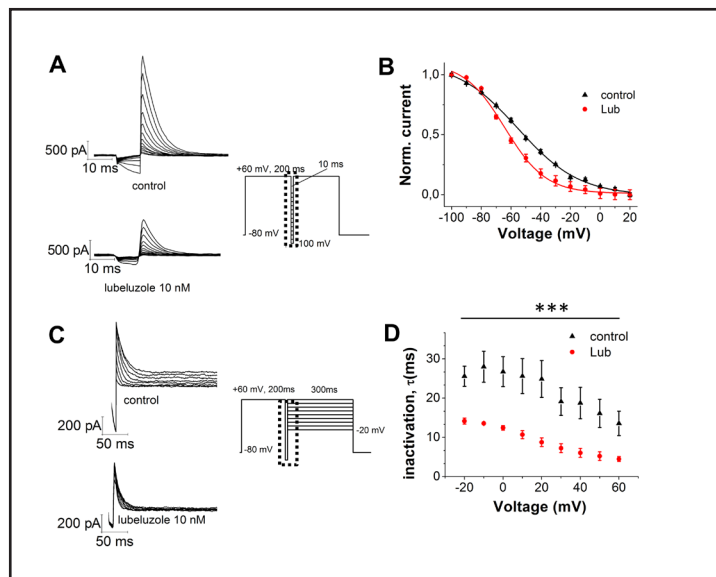 A
500 pA
10 ms
control
500 pA
10 ms
lubeluzole 10 nM
+60 mV, 200 ms
10 ms
-80 mV
-100 mV
B
Norm. current
1,0
0,5
0,0
control
Lub
-100 -80 -60 -40 -20 0 20
Voltage (mV)
C
control
200 pA
50 ms
lubeluzole 10 nM
200 pA
50 ms
+60 mV, 200ms 300ms
-20 mV
-80 mV
D
***
control
Lub
inactivation, τ(ms)
30
20
10
0
-20 0 20 40 60
Voltage (mV)